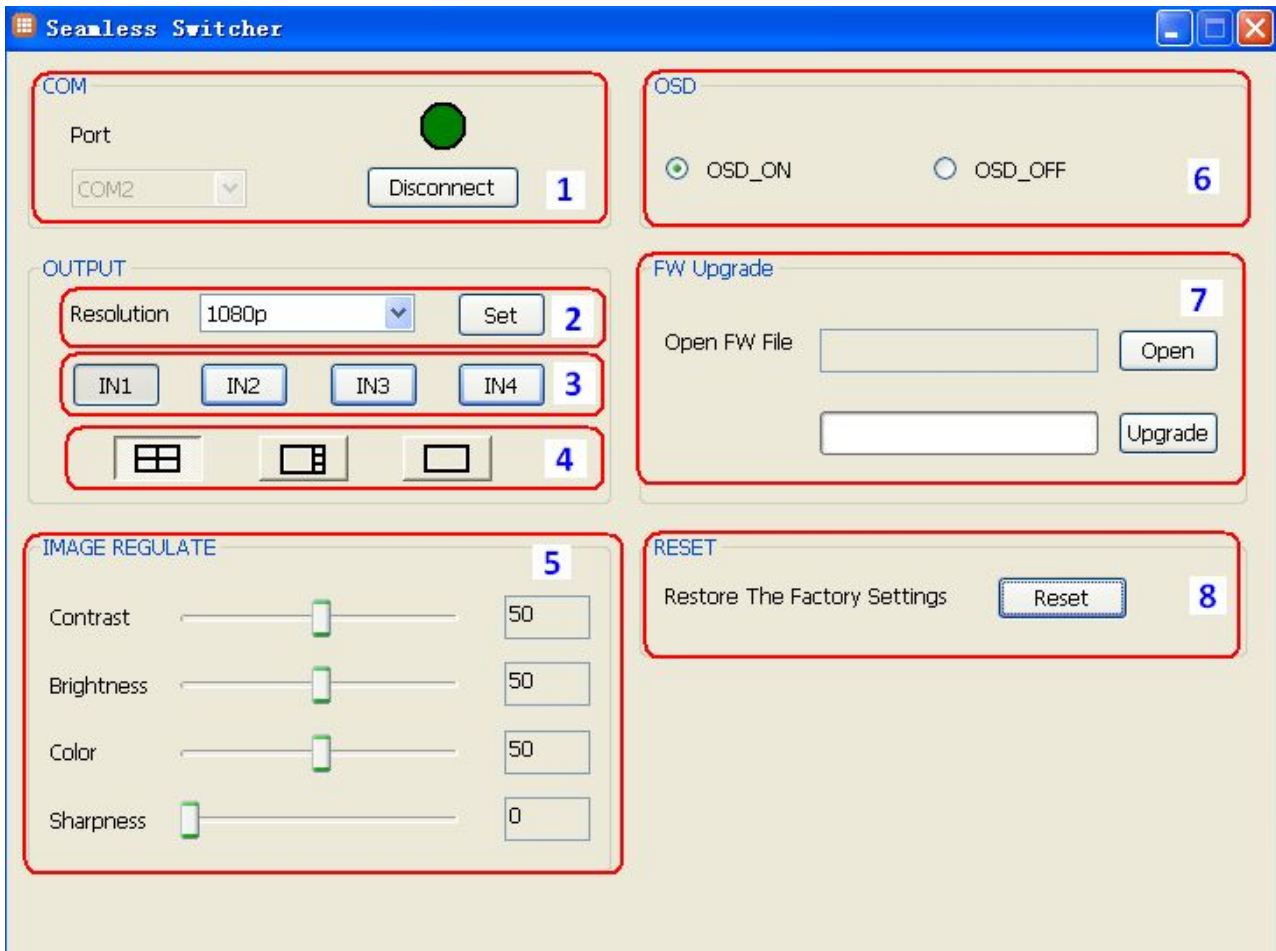 Seamless Switcher
COM
Port
COM2
Disconnect
1
OUTPUT
Resolution
1080p
Set
2
IN1
IN2
IN3
IN4
3
4
IMAGE REGULATE
5
Contrast
50
Brightness
50
Color
50
Sharpness
0
OSD
OSD_ON
OSD_OFF
6
FW Upgrade
7
Open FW File
Open
Upgrade
RESET
Restore The Factory Settings
Reset
8